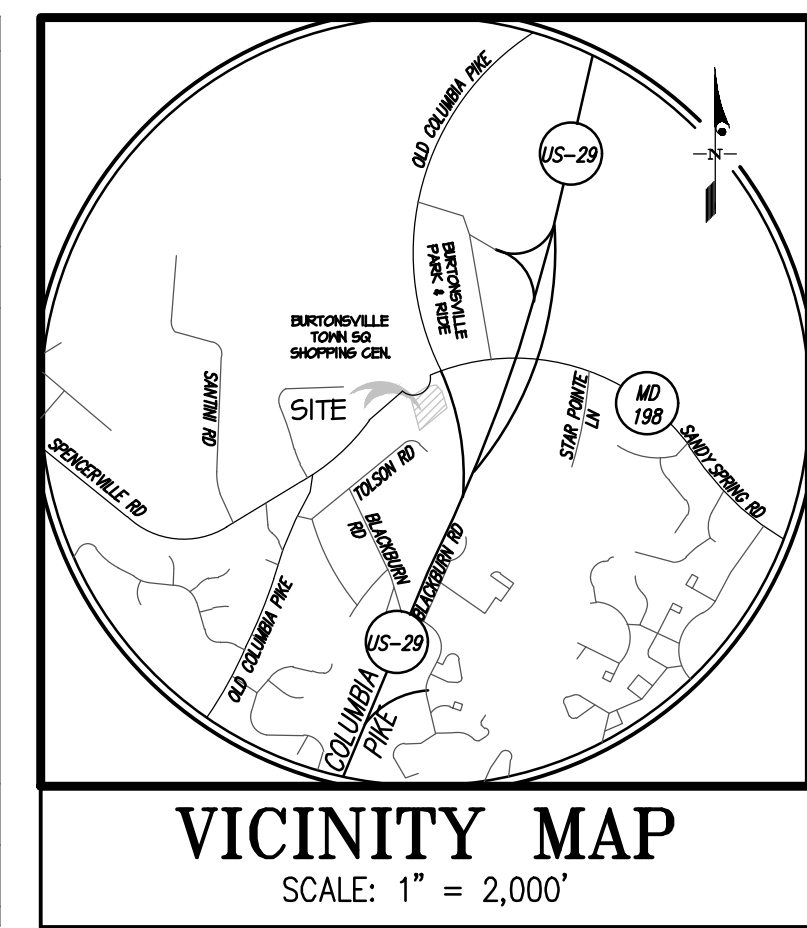 OLD COLUMBIA PIKE
US-29
N
BURTONSVILLE
PARK & RIDE
BURTONSVILLE
TOWN SQ
SHOPPING CEN.
SITE
SANTINI RD
SPENCERVILLE RD
TOLSON RD
BLACKBURN
RD
STAR POINTE
LN
MD
198
SANDY SPRING RD
BLACKBURN RD
OLD COLUMBIA PIKE
US-29
COLUMBIA
PIKE
VICINITY MAP
SCALE: 1" = 2,000'